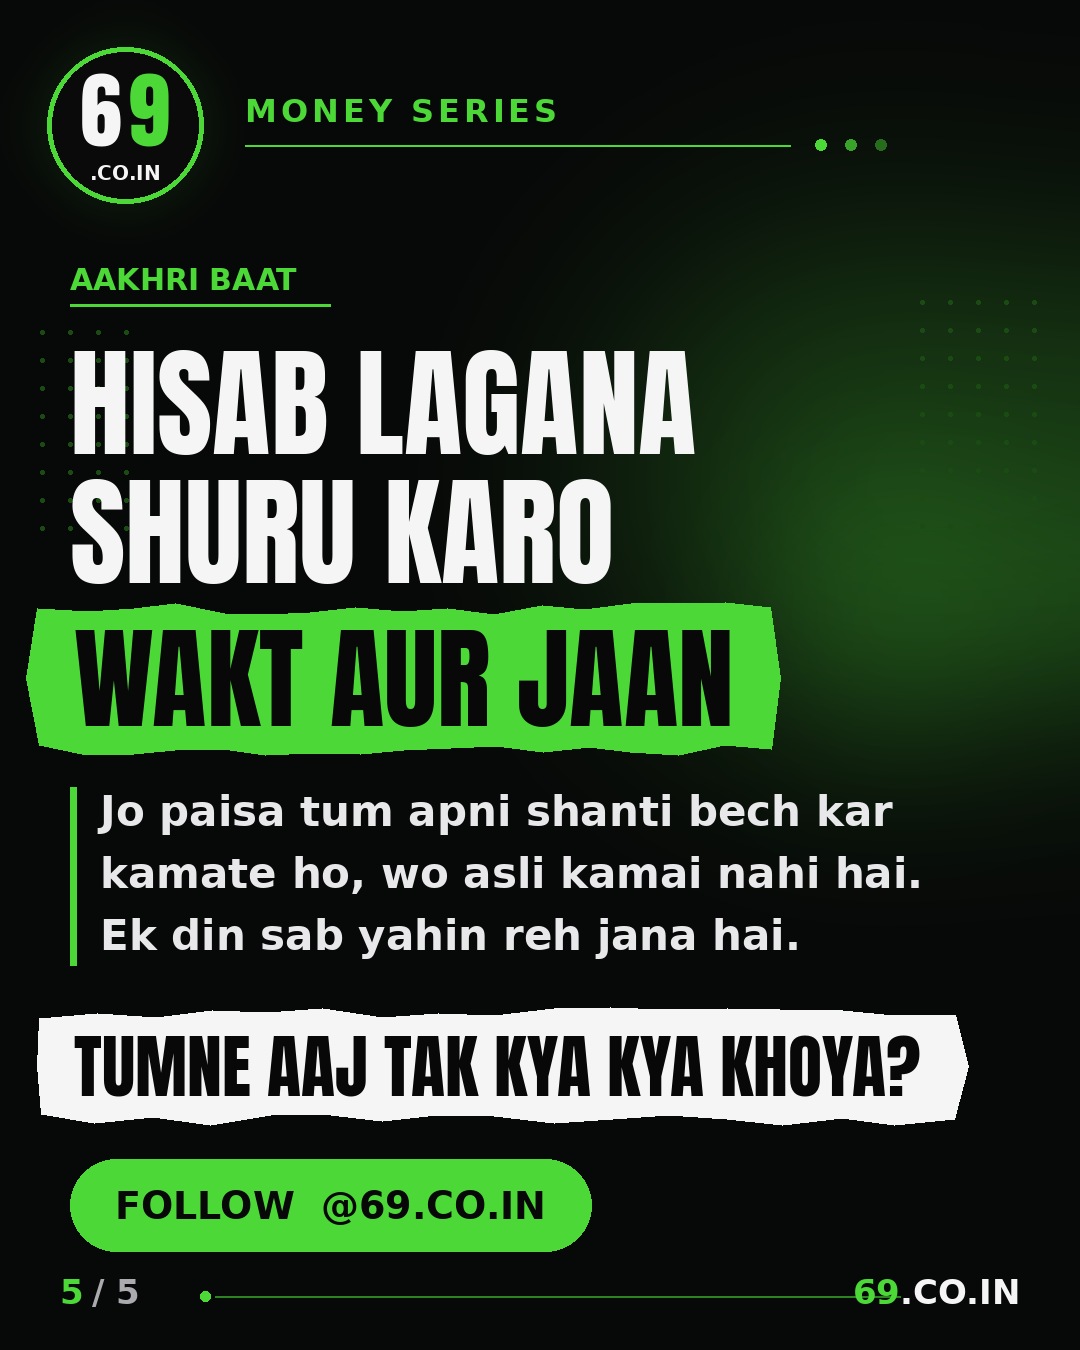 69
.CO.IN
MONEY SERIES
AAKHRI BAAT
HISAB LAGANA
SHURU KARO
WAKT AUR JAAN
Jo paisa tum apni shanti bech kar
kamate ho, wo asli kamai nahi hai.
Ek din sab yahin reh jana hai.
TUMNE AAJ TAK KYA KYA KHOYA?
FOLLOW @69.CO.IN
5 / 5
69.CO.IN